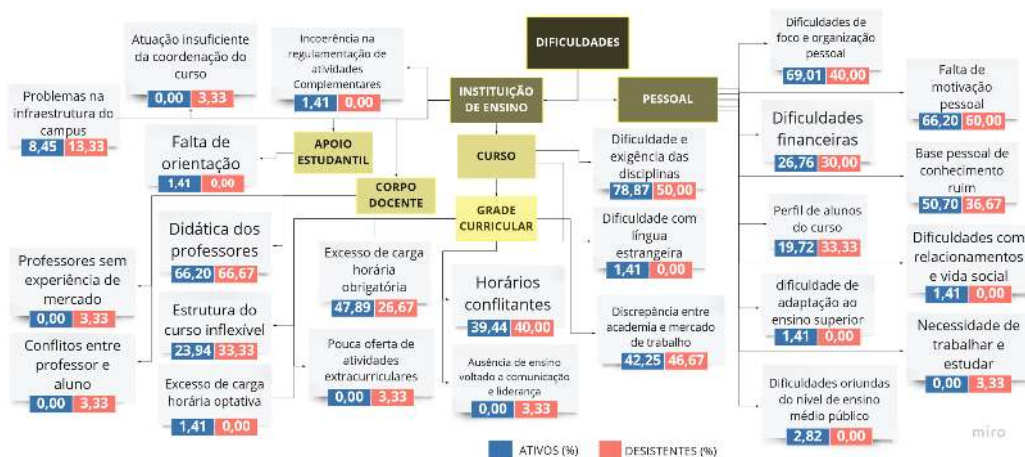 DIFICULDADES
INSTITUIÇÃO
DE ENSINO
PESSOAL
Atuação insuficiente
da coordenação do
curso
0,00 3,33
Incoerência na
regulamentação de
atividades
Complementares
1,41 0,00
Problemas na
infraestrutura do
campus
8,45 13,33
Falta de
orientação
1,41 0,00
APOIO
ESTUDANTIL
CORPO
DOCENTE
CURSO
GRADE
CURRICULAR
Didática dos
professores
66,20 66,67
Professores sem
experiência de
mercado
0,00 3,33
Conflitos entre
professor e
aluno
0,00 3,33
Estrutura do
curso inflexível
23,94 33,33
Excesso de carga
horária optativa
1,41 0,00
Excesso de carga
horária
obrigatória
47,89 26,67
Pouca oferta de
atividades
extracurriculares
0,00 3,33
Horários
conflitantes
39,44 40,00
Ausência de ensino
voltado a comunicação
e liderança
0,00 3,33
Dificuldade e
exigência das
disciplinas
78,87 50,00
Dificuldade com
língua
estrangeira
1,41 0,00
Discrepância entre
academia e mercado
de trabalho
42,25 46,67
Dificuldades de
foco e organização
pessoal
69,01 40,00
Falta de
motivação
pessoal
66,20 60,00
Dificuldades
financeiras
26,76 30,00
Base pessoal de
conhecimento
ruim
50,70 36,67
Perfil de alunos
do curso
19,72 33,33
Dificuldades com
relacionamentos
e vida social
1,41 0,00
dificuldade de
adaptação ao
ensino superior
1,41 0,00
Necessidade de
trabalhar e
estudar
0,00 3,33
Dificuldades oriundas
do nível de ensino
médio público
2,82 0,00
ATIVOS (%) DESISTENTES (%)
miro